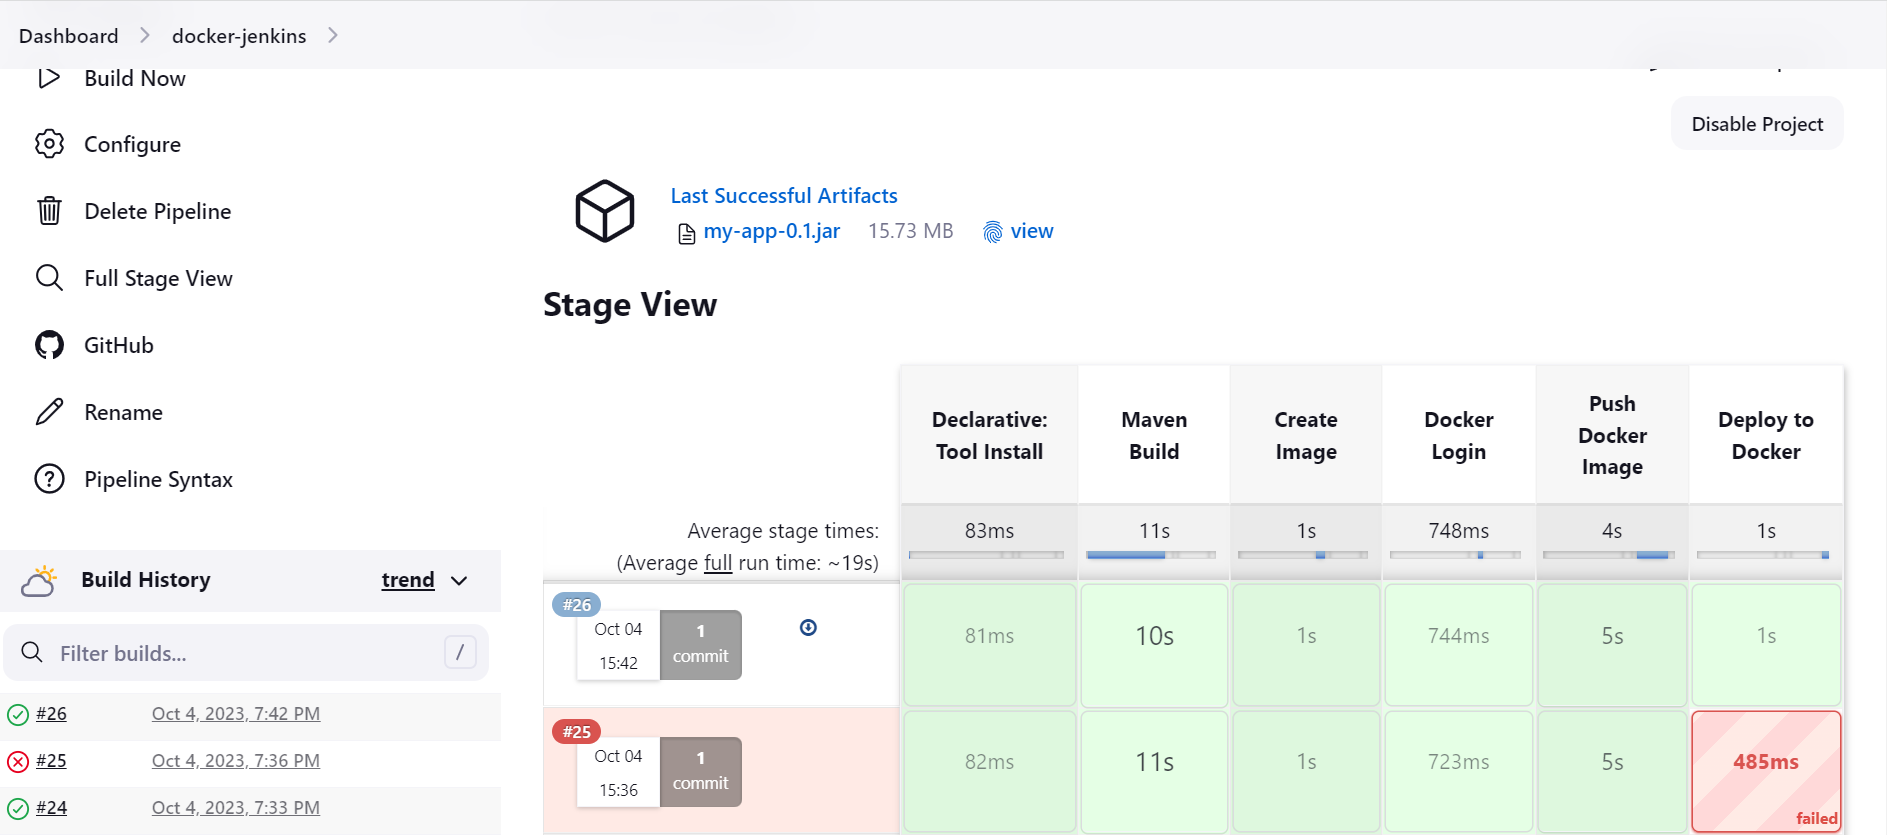 Dashboard
docker-jenkins
Build Now
Configure
Delete Pipeline
Full Stage View
GitHub
Rename
Pipeline Syntax
Build History
trend
Filter builds...
/
#26
Oct 4, 2023, 7:42 PM
#25
Oct 4, 2023, 7:36 PM
#24
Oct 4, 2023, 7:33 PM
Disable Project
Last Successful Artifacts
my-app-0.1.jar 15.73 MB view
Stage View
Declarative:
Tool Install
Maven
Build
Create
Image
Docker
Login
Push
Docker
Image
Deploy to
Docker
Average stage times:
(Average full run time: ~19s)
83ms 11s 1s 748ms 4s 1s
#26
Oct 04
15:42
1
commit
81ms 10s 1s 744ms 5s 1s
#25
Oct 04
15:36
1
commit
82ms 11s 1s 723ms 5s 485ms
failed